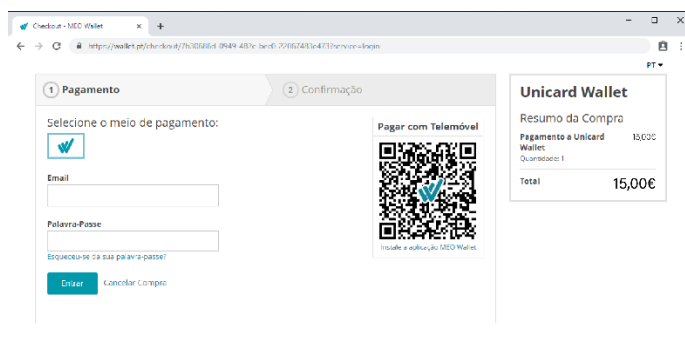 Checkout - MEO Wallet
PT
1 Pagamento
2 Confirmação
Selecione o meio de pagamento:
Email
Palavra-Passe
Esqueceu-se da sua palavra-passe?
Entrar
Cancelar Compra
Pagar com Telemóvel
Instale a aplicação MEO Wallet
Unicard Wallet
Resumo da Compra
Pagamento a Unicard Wallet 15,00€
Quantidade: 1
Total 15,00€